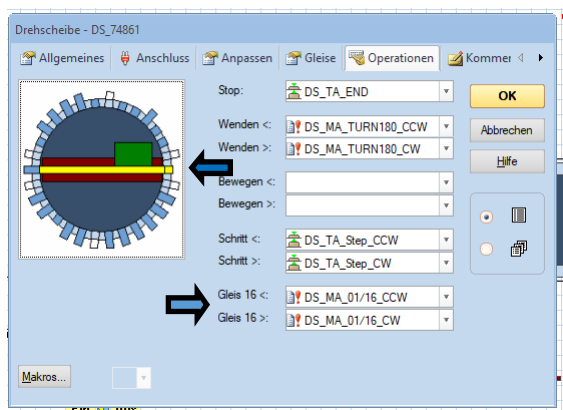 Drehscheibe - DS_74861
Allgemeines Anschluss Anpassen Gleise Operationen Kommer
Stop: DS_TA_END
OK
Wenden <: DS_MA_TURN180_CCW
Abbrechen
Wenden >: DS_MA_TURN180_CW
Hilfe
Bewegen <:
Bewegen >:
Schritt <: DS_TA_Step_CCW
Schritt >: DS_TA_Step_CW
Gleis 16 <: DS_MA_01/16_CCW
Gleis 16 >: DS_MA_01/16_CW
Makros...